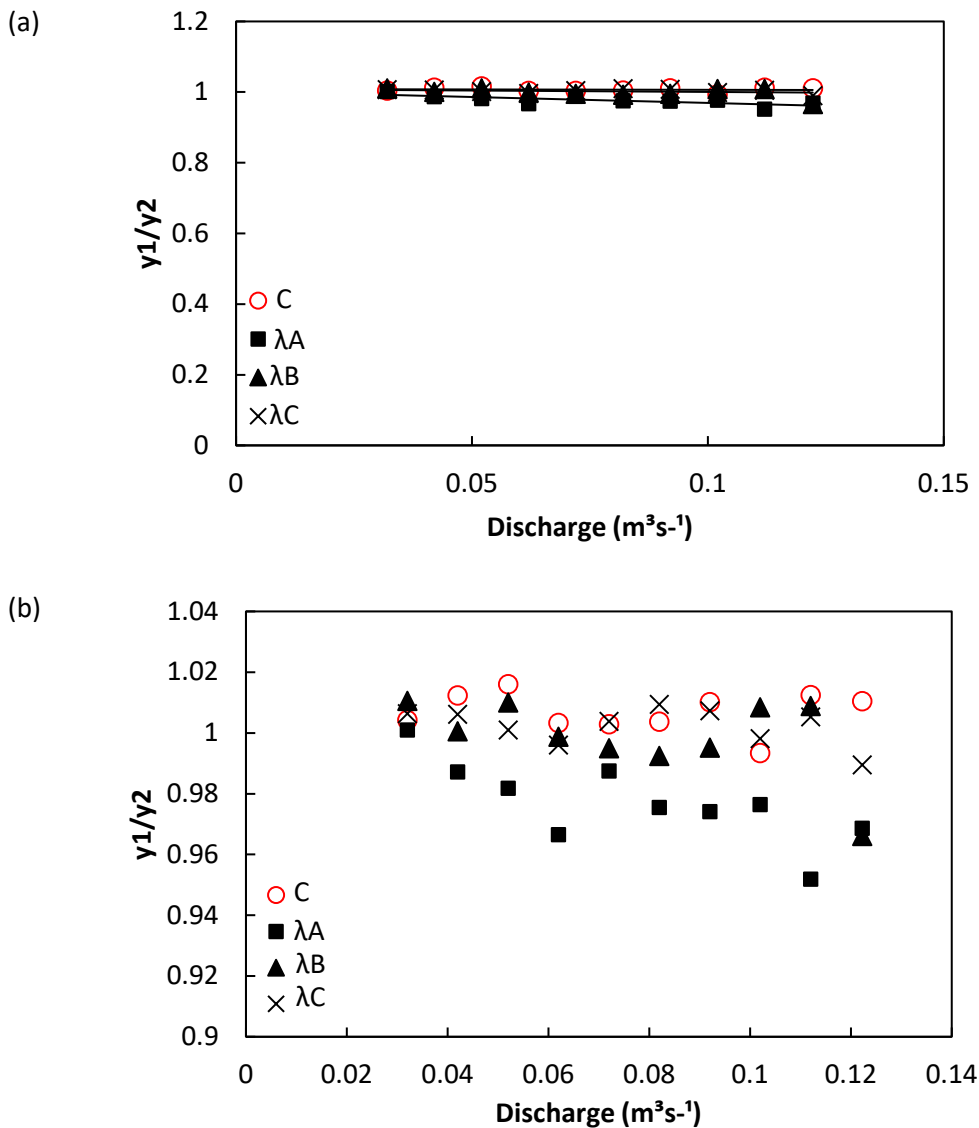 (a)
1.2
1
0.8
0.6
0.4
0.2
0
y1/y2
C
λA
λB
λC
0 0.05 0.1 0.15
Discharge (m³s-¹)
(b)
1.04
1.02
1
0.98
0.96
0.94
0.92
0.9
y1/y2
C
λA
λB
λC
0 0.02 0.04 0.06 0.08 0.1 0.12 0.14
Discharge (m³s-¹)